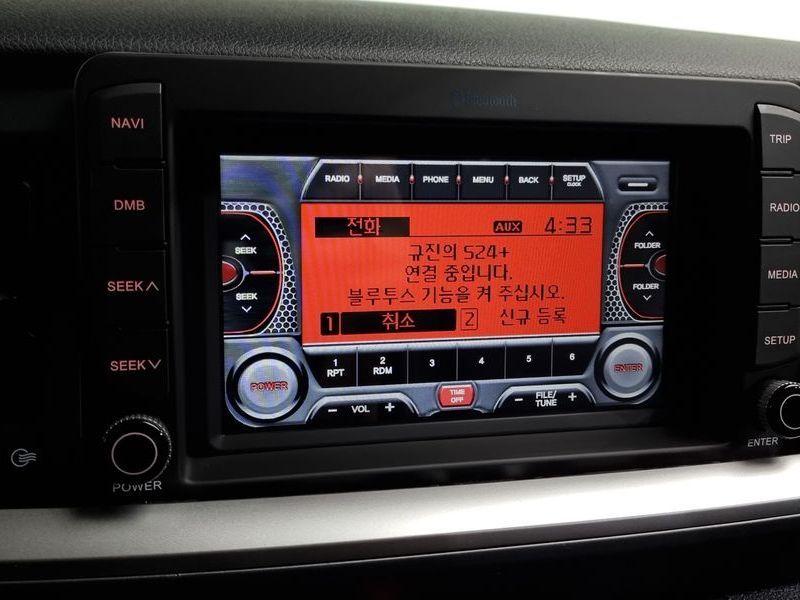 NAVI
DMB
SEEK
SEEK
POWER
RADIO
MEDIA
PHONE
MENU
BACK
SETUP
CLOCK
SEEK
SEEK
전화
AUX
4:33
규진의 S24+
연결 중입니다.
블루투스 기능을 켜 주십시오.
1 취소 2 신규 등록
FOLDER
FOLDER
POWER
1 RPT
2 RDM
3
4
5
6
ENTER
− VOL +
TIME OFF
− FILE/TUNE +
TRIP
RADIO
MEDIA
SETUP
ENTER